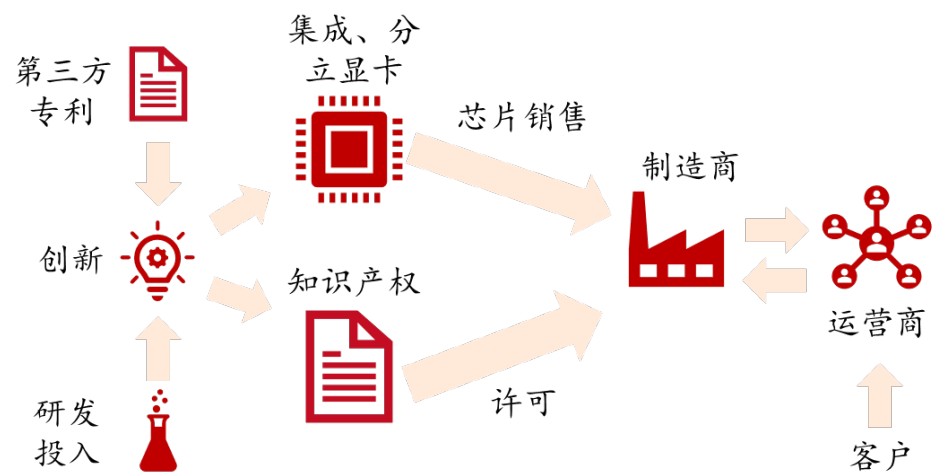 第三方
专利
集成、分
立显卡
芯片销售
制造商
创新
知识产权
运营商
许可
研发
投入
客户